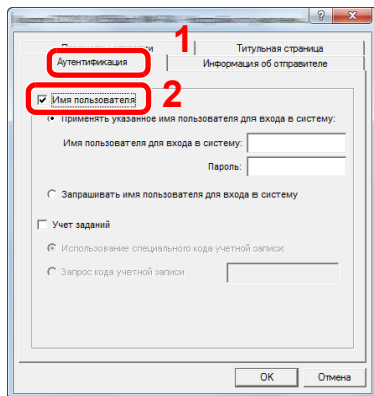 1
Титульная страница
Аутентификация
Информация об отправителе
2
Имя пользователя
Применять указанное имя пользователя для входа в систему:
Имя пользователя для входа в систему:
Пароль:
Запрашивать имя пользователя для входа в систему
Учет заданий
Использование специального кода учетной записи:
Запрос кода учетной записи
OK
Отмена